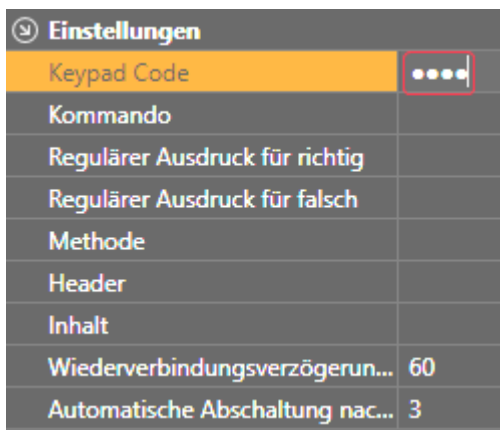 Einstellungen
Keypad Code ●●●●
Kommando
Regulärer Ausdruck für richtig
Regulärer Ausdruck für falsch
Methode
Header
Inhalt
Wiederverbindungsverzögerun... 60
Automatische Abschaltung nac... 3